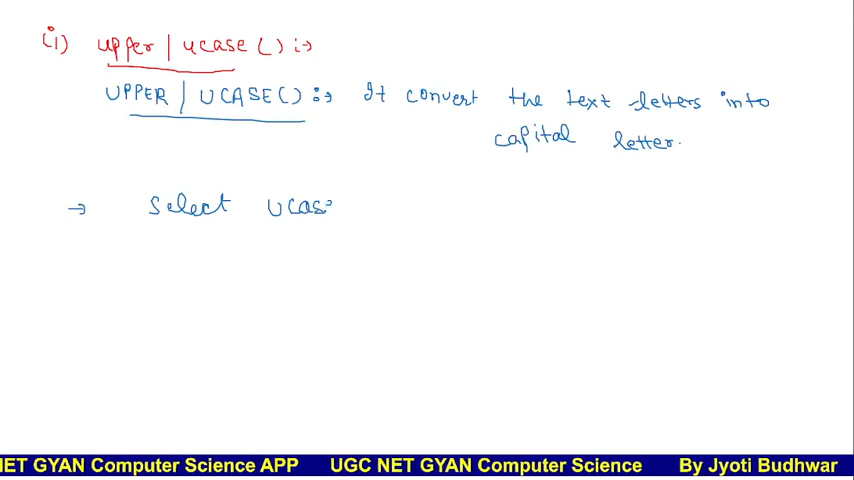 (i) upper | ucase () :->
UPPER | UCASE() :-> It convert the text letters into
capital letter.
-> Select Ucas
NET GYAN Computer Science APP UGC NET GYAN Computer Science By Jyoti Budhwar